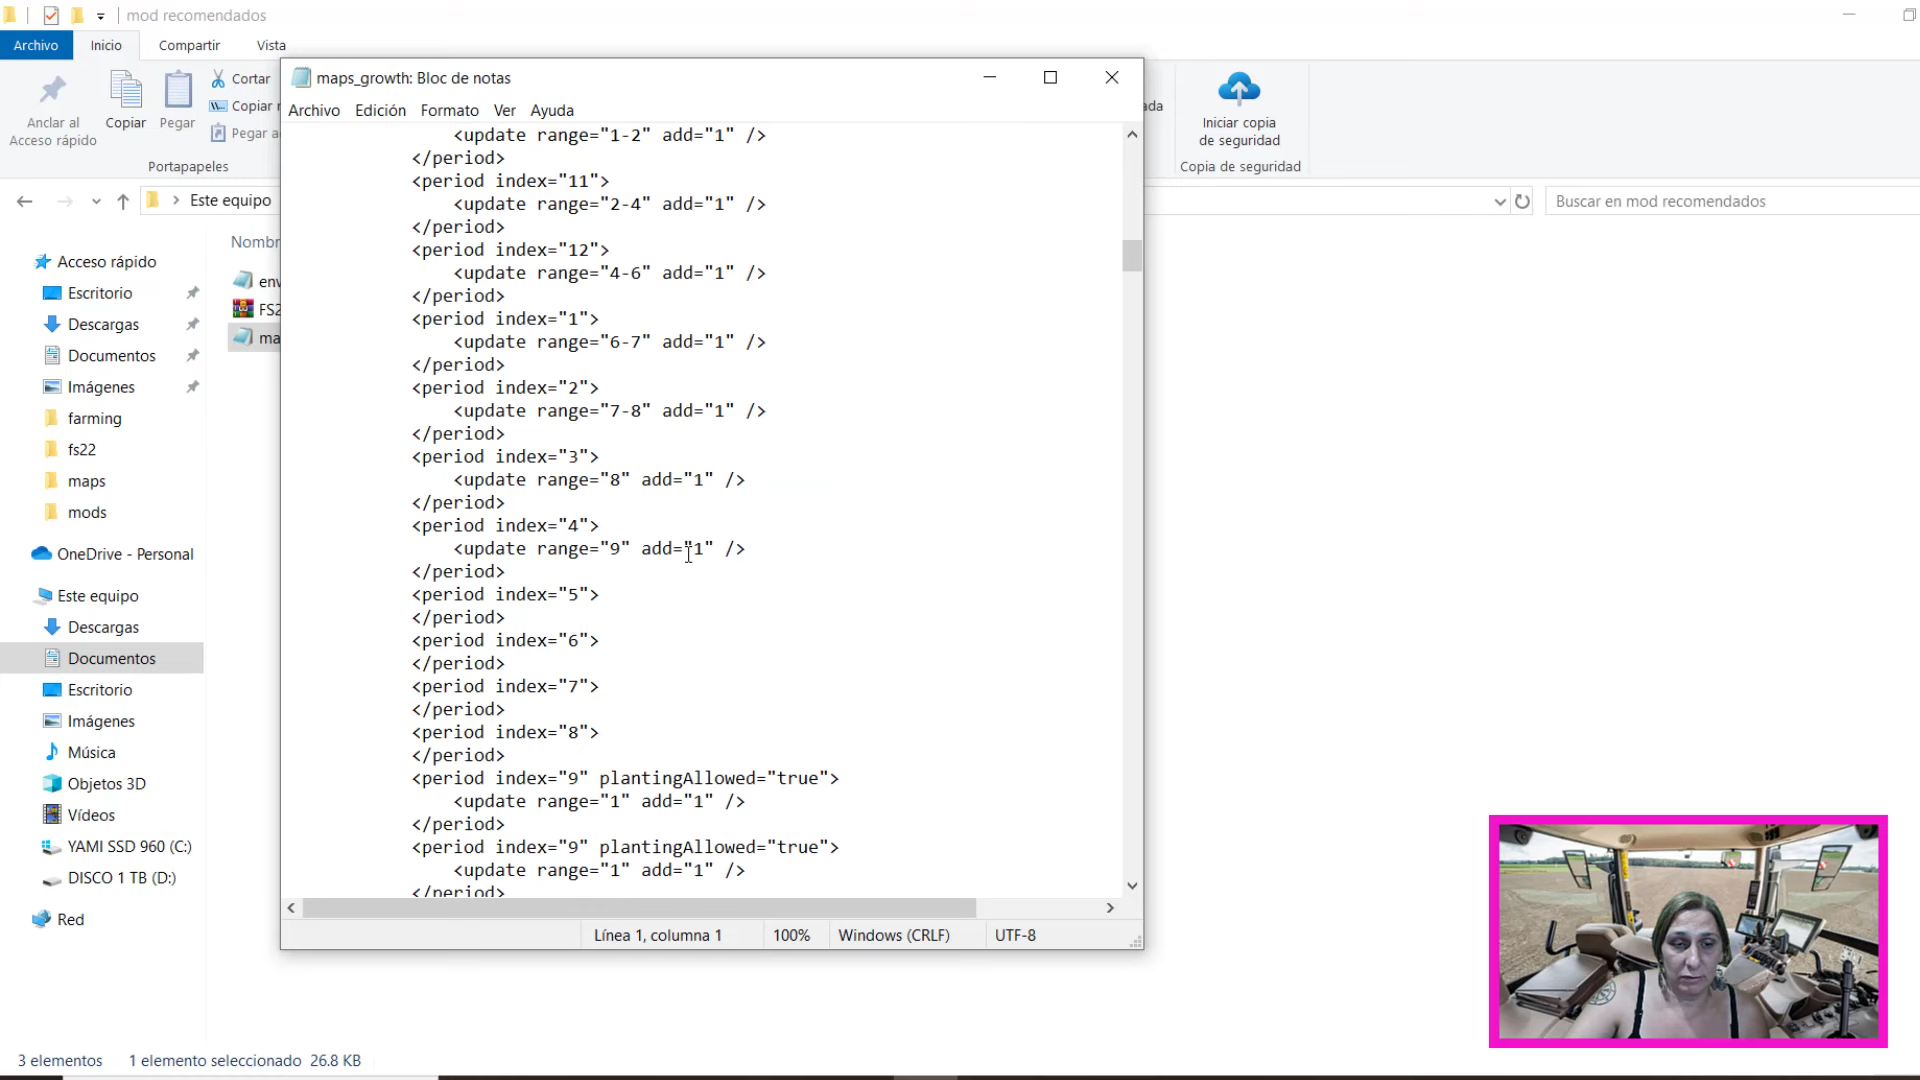 mod recomendados
Archivo
Inicio
Compartir
Vista
Anclar al
Acceso rápido
Copiar
Pegar
Cortar
Copiar
Pegar
Portapapeles
Iniciar copia
de seguridad
Copia de seguridad
Este equipo
Buscar en mod recomendados
Acceso rápido
Escritorio
Descargas
Documentos
Imágenes
farming
fs22
maps
mods
OneDrive - Personal
Este equipo
Descargas
Documentos
Escritorio
Imágenes
Música
Objetos 3D
Vídeos
YAMI SSD 960 (C:)
DISCO 1 TB (D:)
Red
maps_growth: Bloc de notas
Archivo Edición Formato Ver Ayuda
<update range="1-2" add="1" />
</period>
<period index="11">
<update range="2-4" add="1" />
</period>
<period index="12">
<update range="4-6" add="1" />
</period>
<period index="1">
<update range="6-7" add="1" />
</period>
<period index="2">
<update range="7-8" add="1" />
</period>
<period index="3">
<update range="8" add="1" />
</period>
<period index="4">
<update range="9" add="1" />
</period>
<period index="5">
</period>
<period index="6">
</period>
<period index="7">
</period>
<period index="8">
</period>
<period index="9" plantingAllowed="true">
<update range="1" add="1" />
</period>
<period index="9" plantingAllowed="true">
<update range="1" add="1" />
</period>
Línea 1, columna 1
100%
Windows (CRLF)
UTF-8
3 elementos
1 elemento seleccionado 26.8 KB